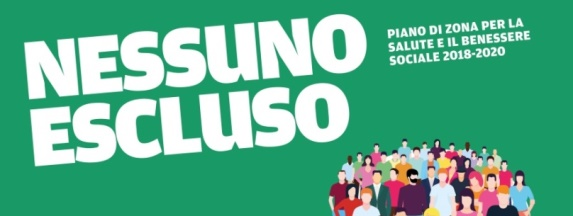 NESSUNO
ESCLUSO
PIANO DI ZONA PER LA
SALUTE E IL BENESSERE
SOCIALE 2018-2020